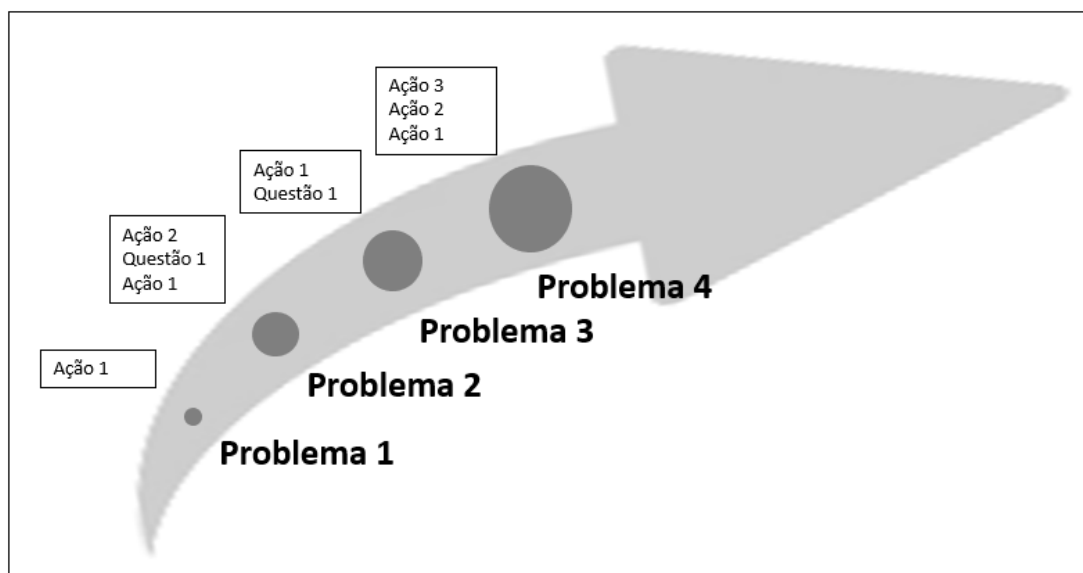 Ação 3
Ação 2
Ação 1
Ação 1
Questão 1
Ação 2
Questão 1
Ação 1
Ação 1
Problema 4
Problema 3
Problema 2
Problema 1